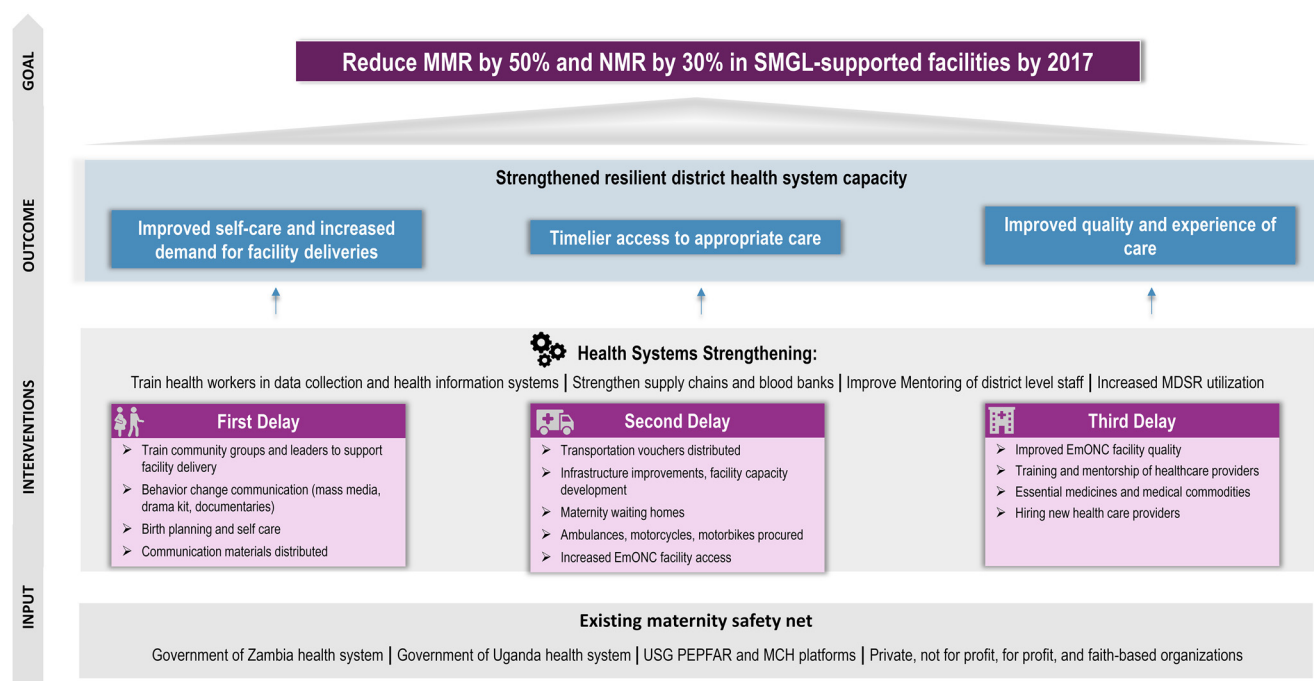 GOAL
Reduce MMR by 50% and NMR by 30% in SMGL-supported facilities by 2017
OUTCOME
Strengthened resilient district health system capacity
Improved self-care and increased
demand for facility deliveries
Timelier access to appropriate care
Improved quality and experience of
care
INTERVENTIONS
Health Systems Strengthening:
Train health workers in data collection and health information systems | Strengthen supply chains and blood banks | Improve Mentoring of district level staff | Increased MDSR utilization
First Delay
Train community groups and leaders to support
facility delivery
Behavior change communication (mass media,
drama kit, documentaries)
Birth planning and self care
Communication materials distributed
Second Delay
Transportation vouchers distributed
Infrastructure improvements, facility capacity
development
Maternity waiting homes
Ambulances, motorcycles, motorbikes procured
Increased EmONC facility access
Third Delay
Improved EmONC facility quality
Training and mentorship of healthcare providers
Essential medicines and medical commodities
Hiring new health care providers
INPUT
Existing maternity safety net
Government of Zambia health system | Government of Uganda health system | USG PEPFAR and MCH platforms | Private, not for profit, for profit, and faith-based organizations